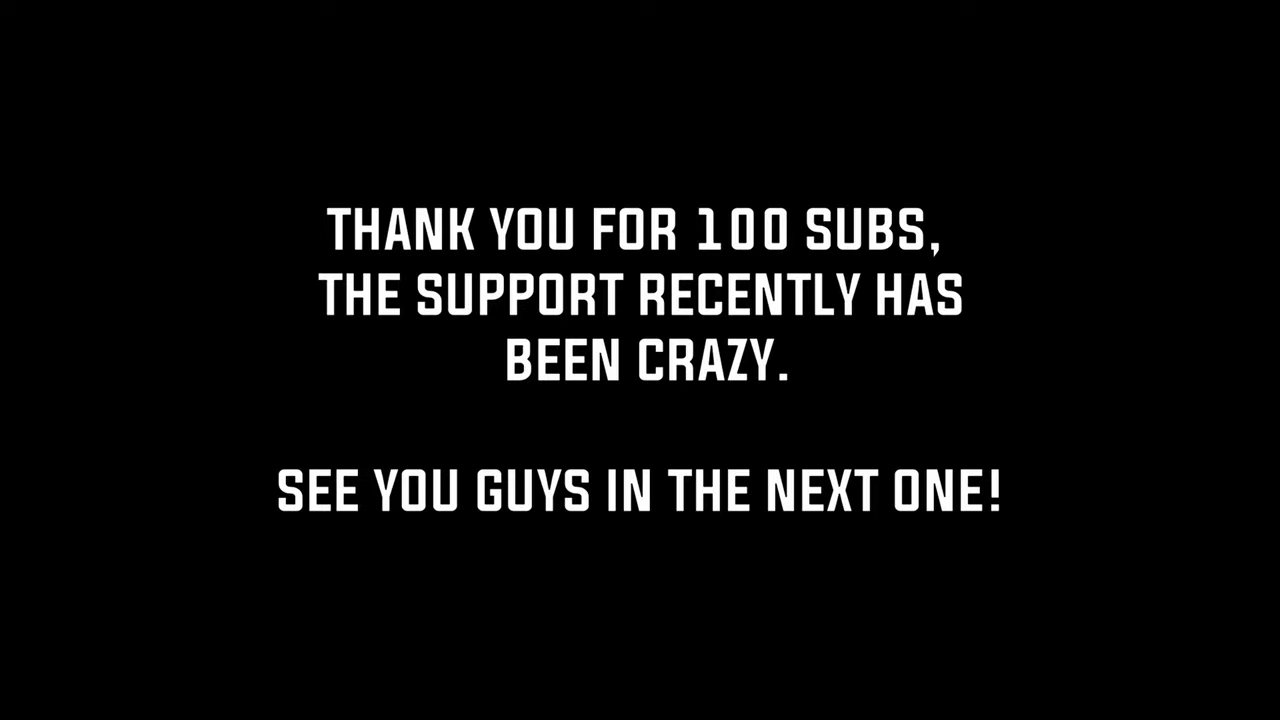 THANK YOU FOR 100 SUBS,
THE SUPPORT RECENTLY HAS
BEEN CRAZY.
SEE YOU GUYS IN THE NEXT ONE!